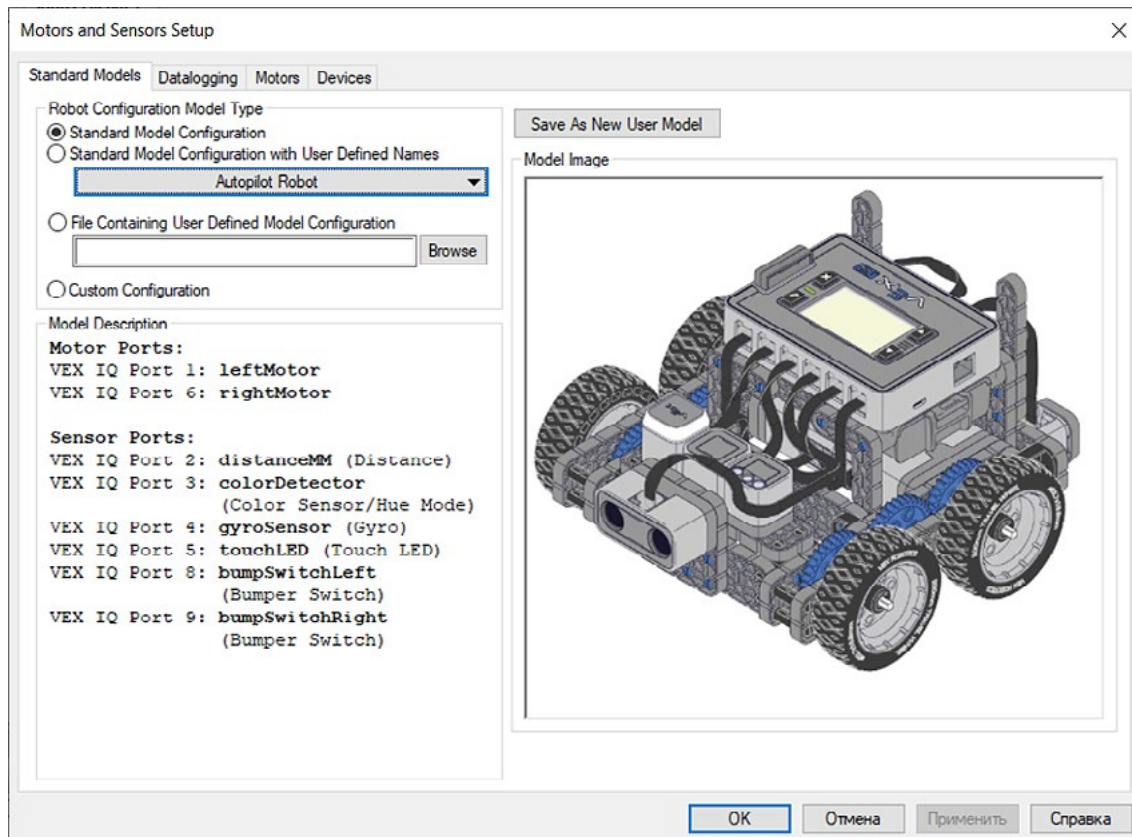 Motors and Sensors Setup
Standard Models Datalogging Motors Devices
Robot Configuration Model Type
Standard Model Configuration
Standard Model Configuration with User Defined Names
Autopilot Robot
File Containing User Defined Model Configuration
Browse
Custom Configuration
Model Description
Motor Ports:
VEX IQ Port 1: leftMotor
VEX IQ Port 6: rightMotor
Sensor Ports:
VEX IQ Port 2: distanceMM (Distance)
VEX IQ Port 3: colorDetector
(Color Sensor/Hue Mode)
VEX IQ Port 4: gyroSensor (Gyro)
VEX IQ Port 5: touchLED (Touch LED)
VEX IQ Port 8: bumpSwitchLeft
(Bumper Switch)
VEX IQ Port 9: bumpSwitchRight
(Bumper Switch)
Save As New User Model
Model Image
VEX IQ
OK Отмена Применить Справка